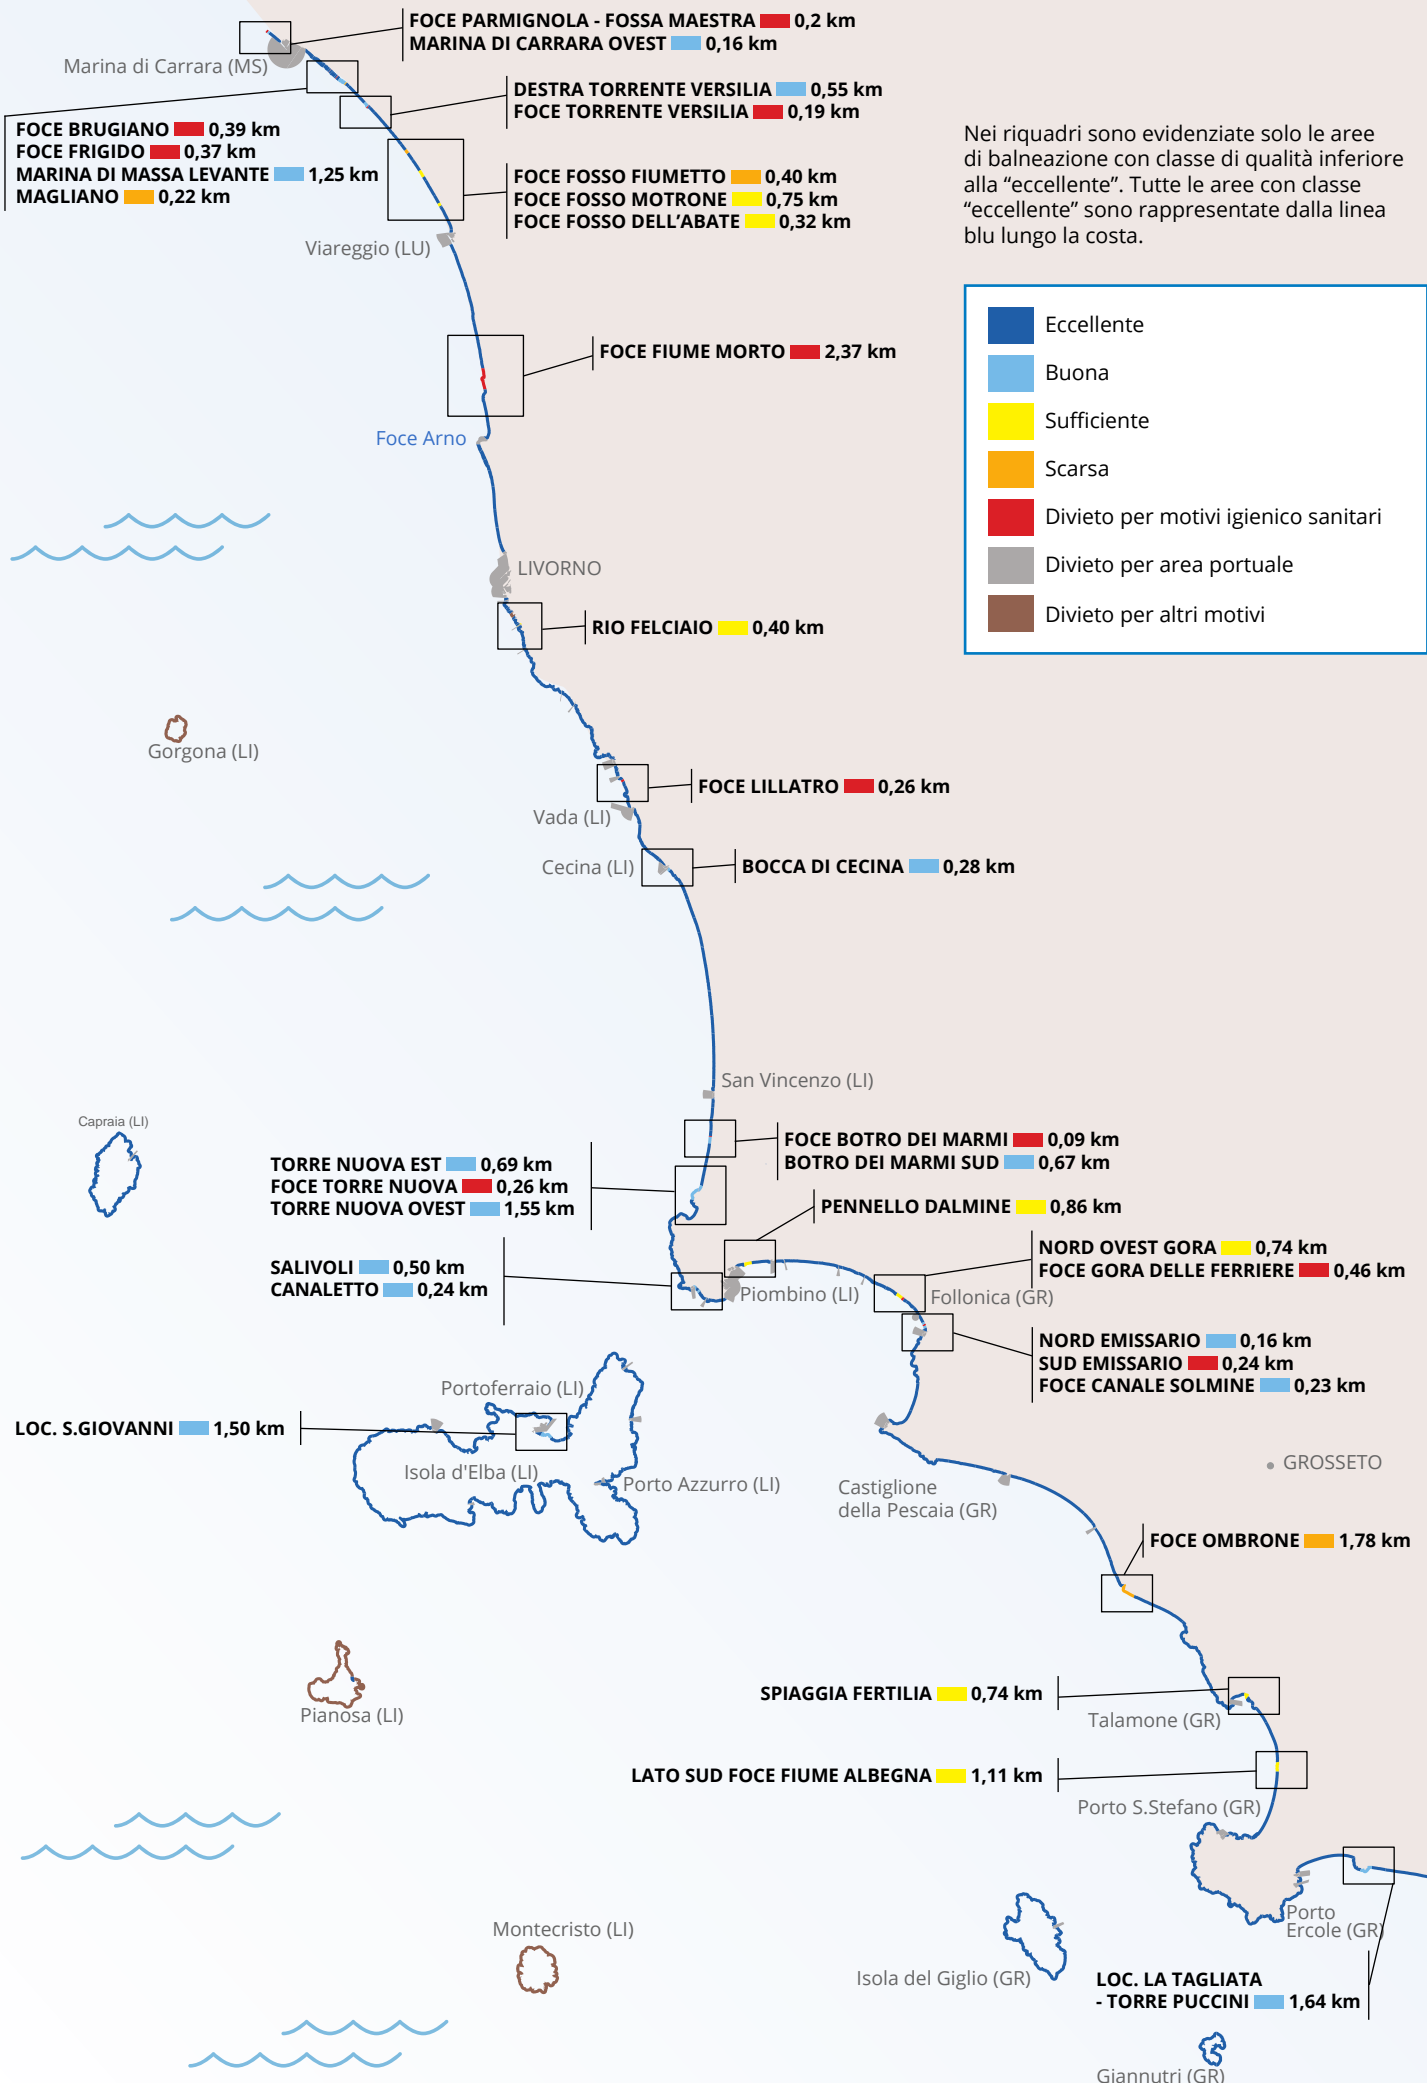 FOCE PARMIGNOLA - FOSSA MAESTRA 0,2 km
MARINA DI CARRARA OVEST 0,16 km
Marina di Carrara (MS)
DESTRA TORRENTE VERSILIA 0,55 km
FOCE TORRENTE VERSILIA 0,19 km
FOCE BRUGIANO 0,39 km
FOCE FRIGIDO 0,37 km
MARINA DI MASSA LEVANTE 1,25 km
MAGLIANO 0,22 km
Nei riquadri sono evidenziate solo le aree
di balneazione con classe di qualità inferiore
alla “eccellente”. Tutte le aree con classe
“eccellente” sono rappresentate dalla linea
blu lungo la costa.
FOCE FOSSO FIUMETTO 0,40 km
FOCE FOSSO MOTRONE 0,75 km
FOCE FOSSO DELL’ABATE 0,32 km
Viareggio (LU)
Eccellente
Buona
Sufficiente
Scarsa
Divieto per motivi igienico sanitari
Divieto per area portuale
Divieto per altri motivi
FOCE FIUME MORTO 2,37 km
Foce Arno
LIVORNO
RIO FELCIAIO 0,40 km
Gorgona (LI)
FOCE LILLATRO 0,26 km
Vada (LI)
Cecina (LI)
BOCCA DI CECINA 0,28 km
San Vincenzo (LI)
Capraia (LI)
FOCE BOTRO DEI MARMI 0,09 km
BOTRO DEI MARMI SUD 0,67 km
TORRE NUOVA EST 0,69 km
FOCE TORRE NUOVA 0,26 km
TORRE NUOVA OVEST 1,55 km
PENNELLO DALMINE 0,86 km
NORD OVEST GORA 0,74 km
FOCE GORA DELLE FERRIERE 0,46 km
SALIVOLI 0,50 km
CANALETTO 0,24 km
Piombino (LI)
Follonica (GR)
NORD EMISSARIO 0,16 km
SUD EMISSARIO 0,24 km
FOCE CANALE SOLMINE 0,23 km
Portoferraio (LI)
LOC. S.GIOVANNI 1,50 km
Isola d'Elba (LI)
Porto Azzurro (LI)
GROSSETO
Castiglione
della Pescaia (GR)
FOCE OMBRONE 1,78 km
SPIAGGIA FERTILIA 0,74 km
Pianosa (LI)
Talamone (GR)
LATO SUD FOCE FIUME ALBEGNA 1,11 km
Porto S.Stefano (GR)
Porto
Ercole (GR)
Montecristo (LI)
Isola del Giglio (GR)
LOC. LA TAGLIATA
- TORRE PUCCINI 1,64 km
Giannutri (GR)